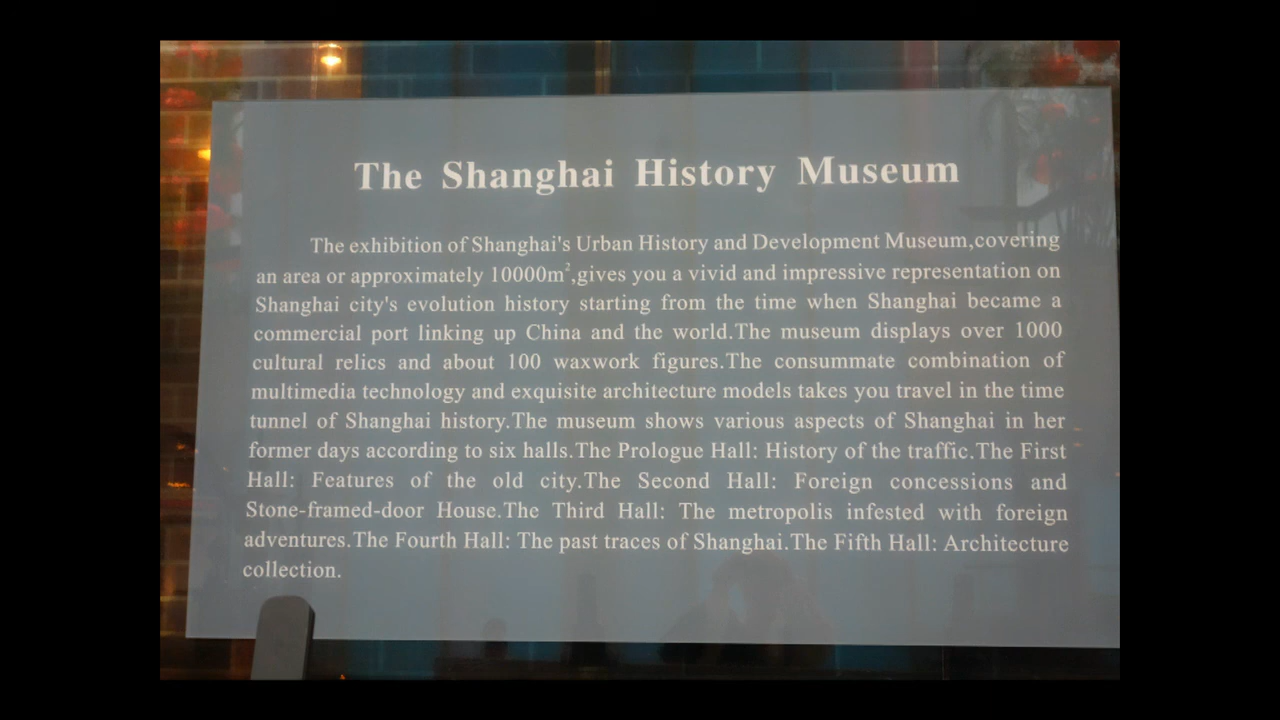 The Shanghai History Museum
The exhibition of Shanghai's Urban History and Development Museum,covering
an area or approximately 10000m²,gives you a vivid and impressive representation on
Shanghai city's evolution history starting from the time when Shanghai became a
commercial port linking up China and the world.The museum displays over 1000
cultural relics and about 100 waxwork figures.The consummate combination of
multimedia technology and exquisite architecture models takes you travel in the time
tunnel of Shanghai history.The museum shows various aspects of Shanghai in her
former days according to six halls.The Prologue Hall: History of the traffic.The First
Hall: Features of the old city.The Second Hall: Foreign concessions and
Stone-framed-door House.The Third Hall: The metropolis infested with foreign
adventures.The Fourth Hall: The past traces of Shanghai.The Fifth Hall: Architecture
collection.